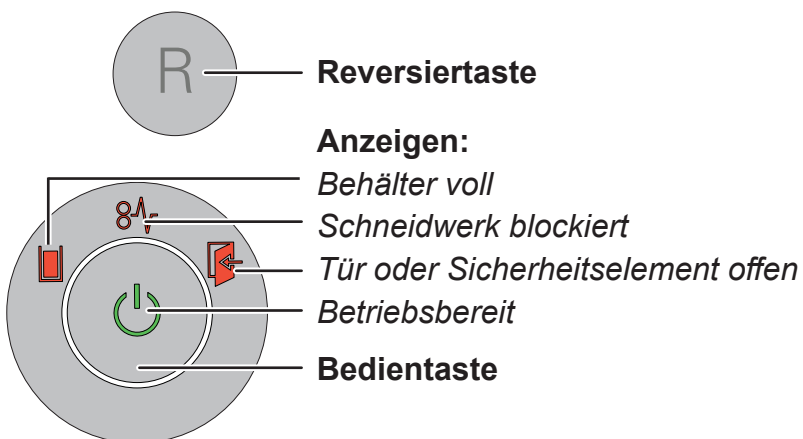 R
Reversiertaste
Anzeigen:
Behälter voll
Schneidwerk blockiert
Tür oder Sicherheitselement offen
Betriebsbereit
Bedientaste